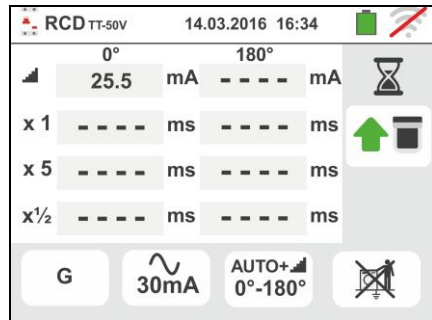 RCD TT-50V 14.03.2016 16:34
0° 180°
25.5 mA - - - - mA
x 1 - - - - ms - - - - ms
x 5 - - - - ms - - - - ms
x½ - - - - ms - - - - ms
G 30mA AUTO+ 0°-180°